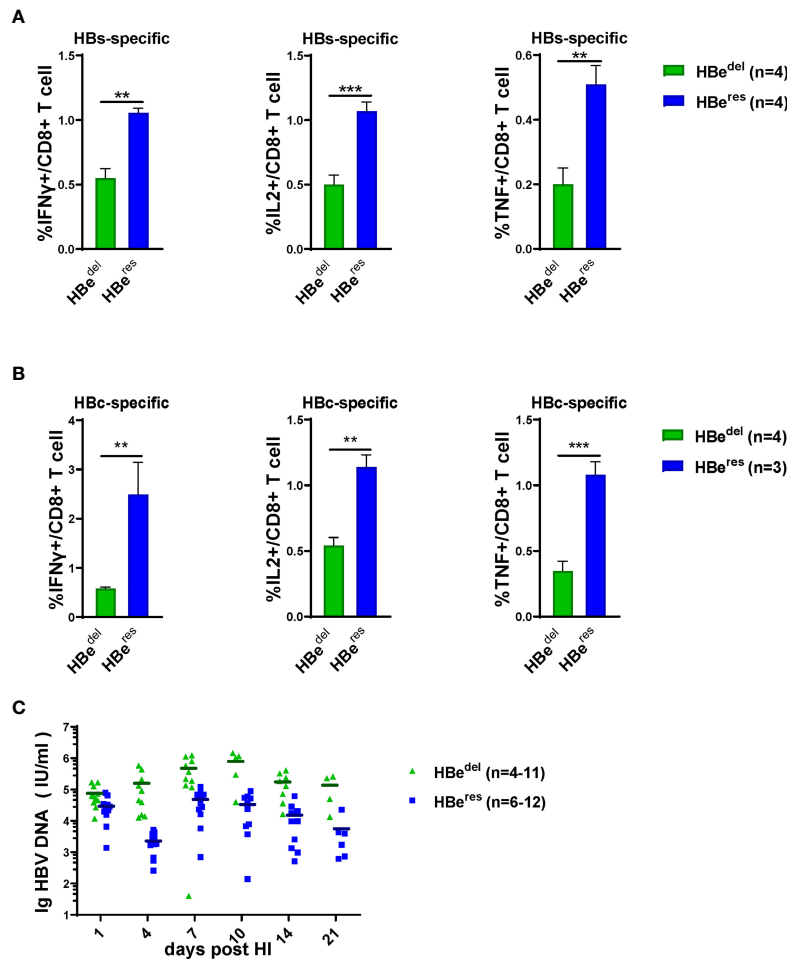 A
HBs-specific
%IFNγ+/CD8+ T cell
1.5
1.0
0.5
0.0
**
HBe^del
HBe^res
HBs-specific
%IL2+/CD8+ T cell
1.5
1.0
0.5
0.0
***
HBe^del
HBe^res
HBs-specific
%TNF+/CD8+ T cell
0.6
0.4
0.2
0.0
**
HBe^del
HBe^res
HBe^del (n=4)
HBe^res (n=4)
B
HBc-specific
%IFNγ+/CD8+ T cell
4
3
2
1
0
**
HBe^del
HBe^res
HBc-specific
%IL2+/CD8+ T cell
1.5
1.0
0.5
0.0
**
HBe^del
HBe^res
HBc-specific
%TNF+/CD8+ T cell
1.5
1.0
0.5
0.0
***
HBe^del
HBe^res
HBe^del (n=4)
HBe^res (n=3)
C
lg HBV DNA ( IU/ml)
7
6
5
4
3
2
1
1
4
7
10
14
21
days post HI
HBe^del (n=4-11)
HBe^res (n=6-12)